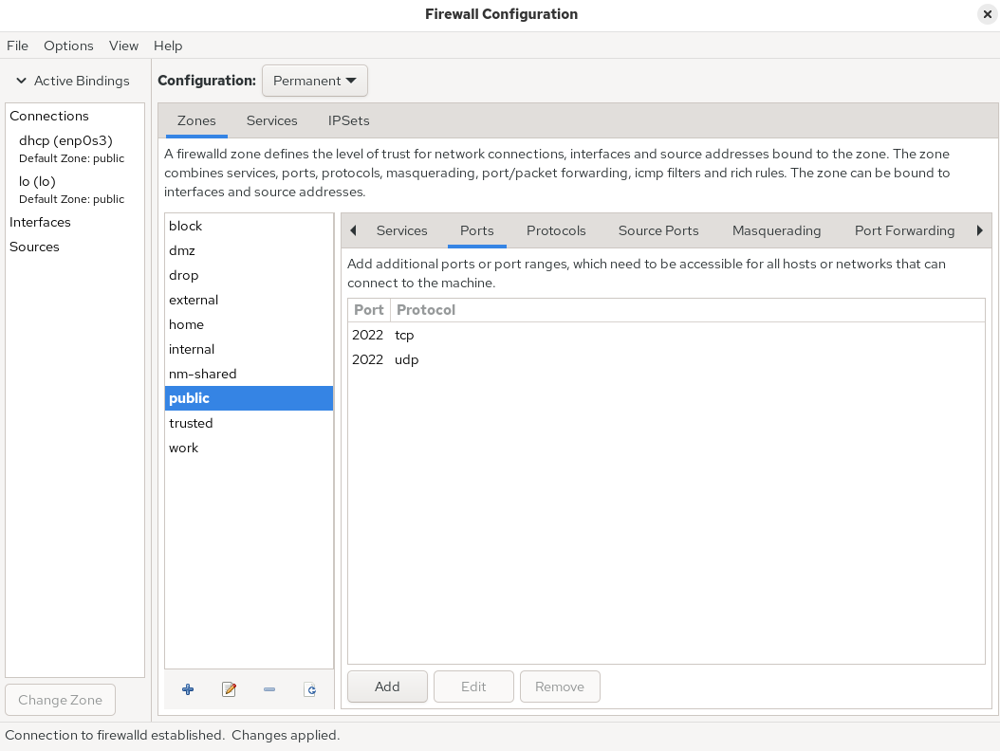 Firewall Configuration
File Options View Help
Active Bindings
Configuration: Permanent
Connections
dhcp (enp0s3)
Default Zone: public
lo (lo)
Default Zone: public
Interfaces
Sources
Change Zone
Zones Services IPSets
A firewalld zone defines the level of trust for network connections, interfaces and source addresses bound to the zone. The zone
combines services, ports, protocols, masquerading, port/packet forwarding, icmp filters and rich rules. The zone can be bound to
interfaces and source addresses.
block
dmz
drop
external
home
internal
nm-shared
public
trusted
work
Services Ports Protocols Source Ports Masquerading Port Forwarding
Add additional ports or port ranges, which need to be accessible for all hosts or networks that can
connect to the machine.
Port Protocol
2022 tcp
2022 udp
Add Edit Remove
Connection to firewalld established. Changes applied.